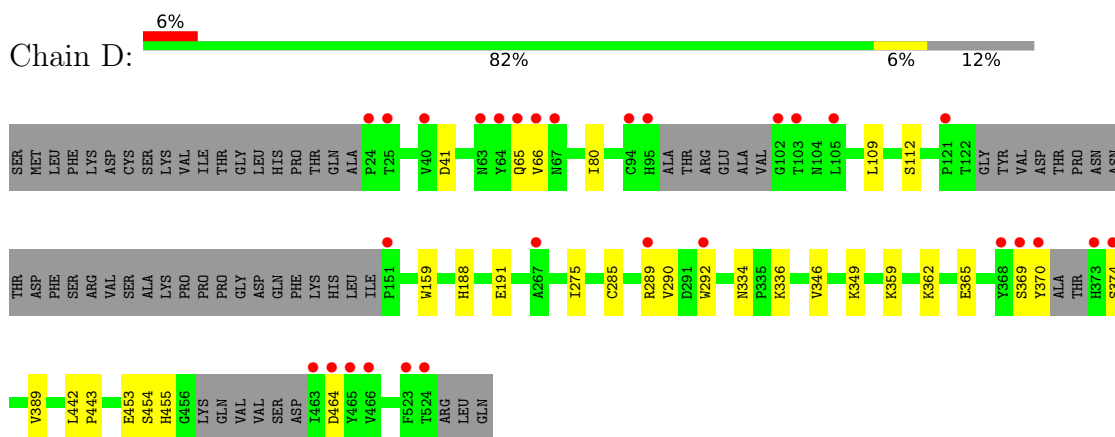 6%
Chain D:
82% 6% 12%
SER MET LEU PHE LYS ASP CYS SER LYS VAL ILE THR GLY LEU HIS PRO THR GLN ALA P24 T25 V40 D41 N63 Y64 Q65 V66 N67 I80 C94 H95 ALA THR ARG GLU ALA VAL G102 T103 N104 L105 L109 S112 P121 T122 GLY TYR VAL ASP THR PRO ASN ASN
THR ASP PHE SER ARG VAL SER ALA LYS PRO PRO PRO GLY ASP GLN PHE LYS HIS LEU ILE P151 W159 H188 E191 A267 I275 C285 R289 V290 D291 W292 N334 P335 K336 V346 K349 K359 K362 E365 Y368 S369 Y370 ALA THR H373 S374
V389 L442 P443 E453 S454 H455 G456 LYS GLN VAL VAL SER ASP I463 D464 Y465 V466 F523 T524 ARG LEU GLN